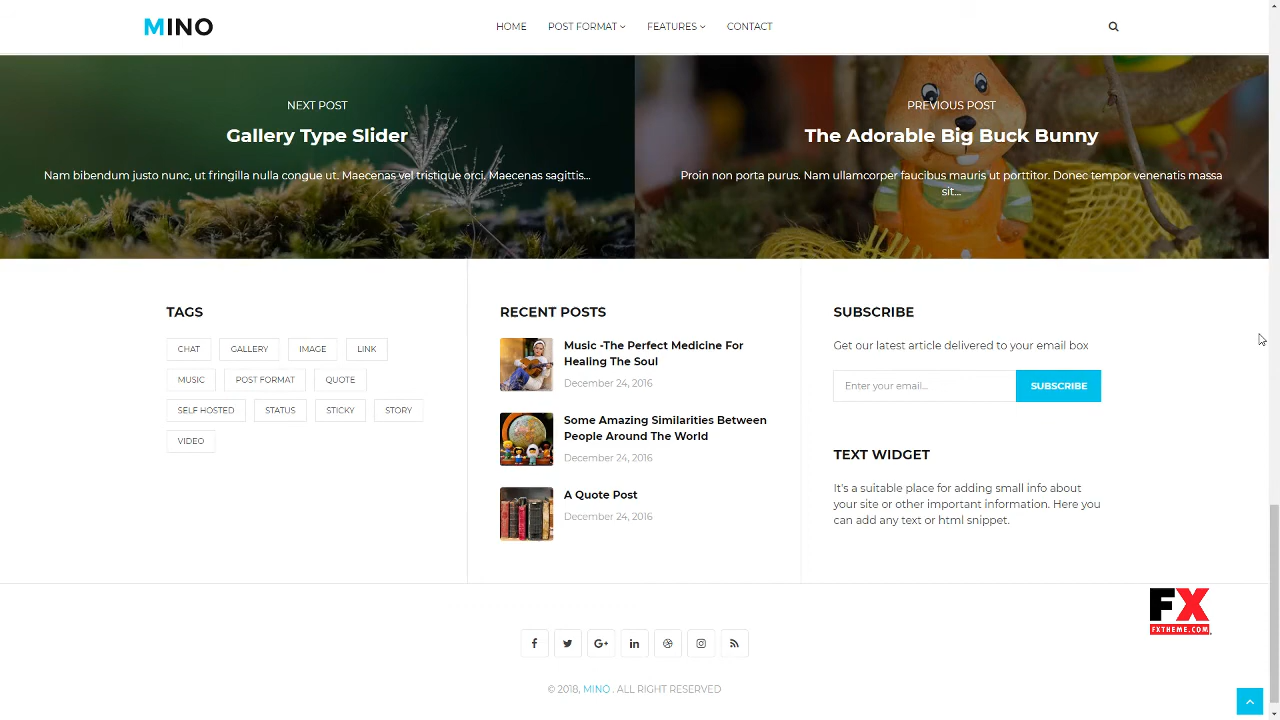 MINO
HOME POST FORMAT FEATURES CONTACT
NEXT POST
Gallery Type Slider
Nam bibendum justo nunc, ut fringilla nulla congue ut. Maecenas vel tristique orci. Maecenas sagittis...
PREVIOUS POST
The Adorable Big Buck Bunny
Proin non porta purus. Nam ullamcorper faucibus mauris ut porttitor. Donec tempor venenatis massa
sit...
TAGS
CHAT GALLERY IMAGE LINK
MUSIC POST FORMAT QUOTE
SELF HOSTED STATUS STICKY STORY
VIDEO
RECENT POSTS
Music -The Perfect Medicine For
Healing The Soul
December 24, 2016
Some Amazing Similarities Between
People Around The World
December 24, 2016
A Quote Post
December 24, 2016
SUBSCRIBE
Get our latest article delivered to your email box
Enter your email... SUBSCRIBE
TEXT WIDGET
It's a suitable place for adding small info about
your site or other important information. Here you
can add any text or html snippet.
FX
FXTHEME.COM
© 2018, MINO . ALL RIGHT RESERVED